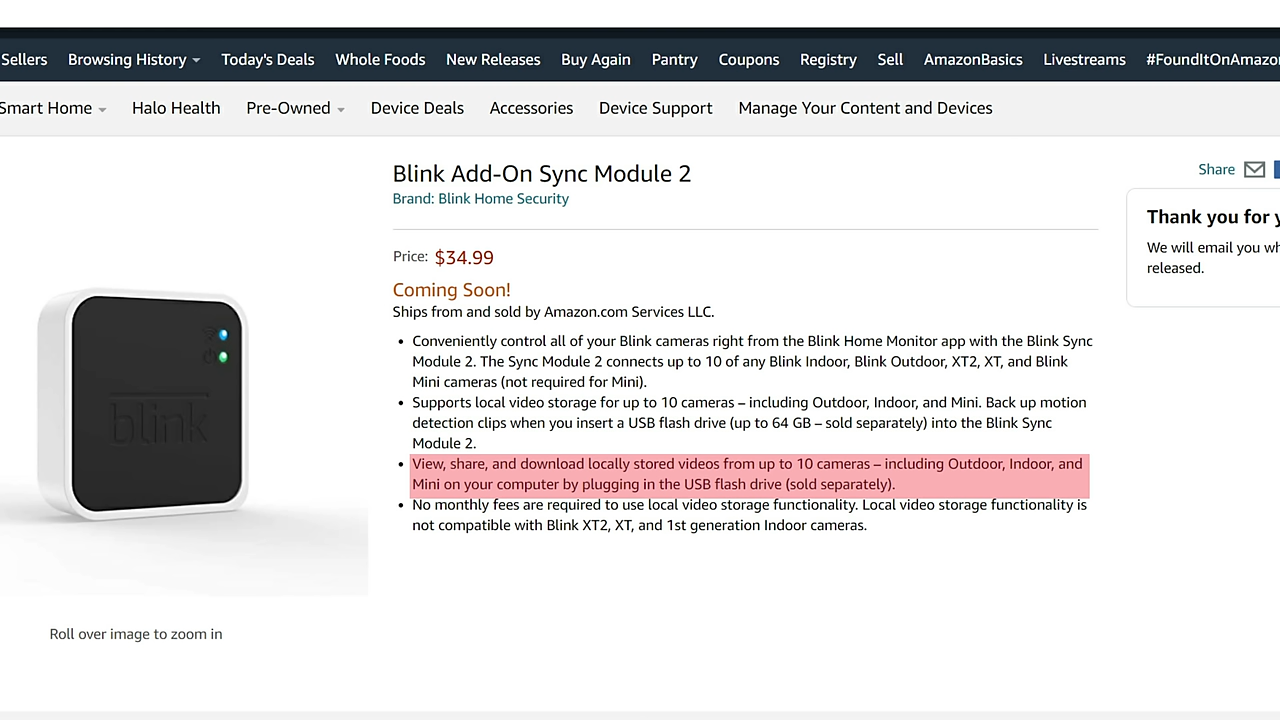 Sellers Browsing History Today's Deals Whole Foods New Releases Buy Again Pantry Coupons Registry Sell AmazonBasics Livestreams #FoundItOnAmazon
Smart Home Halo Health Pre-Owned Device Deals Accessories Device Support Manage Your Content and Devices
Blink Add-On Sync Module 2
Share
Brand: Blink Home Security
Thank you for y
We will email you wh
released.
Price: $34.99
Coming Soon!
Ships from and sold by Amazon.com Services LLC.
• Conveniently control all of your Blink cameras right from the Blink Home Monitor app with the Blink Sync
Module 2. The Sync Module 2 connects up to 10 of any Blink Indoor, Blink Outdoor, XT2, XT, and Blink
Mini cameras (not required for Mini).
• Supports local video storage for up to 10 cameras – including Outdoor, Indoor, and Mini. Back up motion
detection clips when you insert a USB flash drive (up to 64 GB – sold separately) into the Blink Sync
Module 2.
• View, share, and download locally stored videos from up to 10 cameras – including Outdoor, Indoor, and
Mini on your computer by plugging in the USB flash drive (sold separately).
• No monthly fees are required to use local video storage functionality. Local video storage functionality is
not compatible with Blink XT2, XT, and 1st generation Indoor cameras.
blink
Roll over image to zoom in